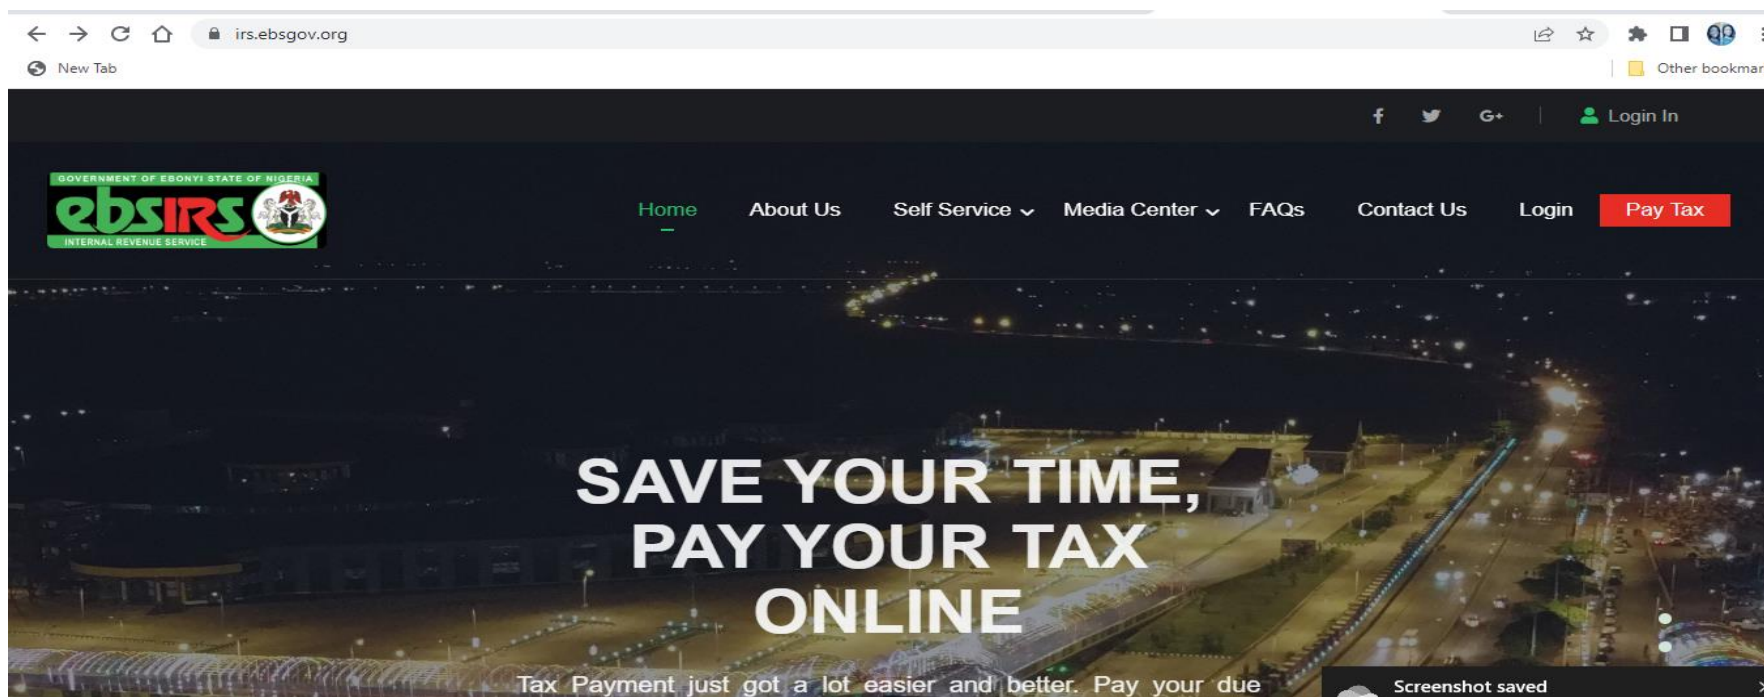 irs.ebsgov.org
New Tab
Other bookmar
f G+ Login In
GOVERNMENT OF EBONYI STATE OF NIGERIA
ebsIRS
INTERNAL REVENUE SERVICE
Home About Us Self Service Media Center FAQs Contact Us Login Pay Tax
SAVE YOUR TIME,
PAY YOUR TAX
ONLINE
Tax Payment just got a lot easier and better. Pay your due
Screenshot saved